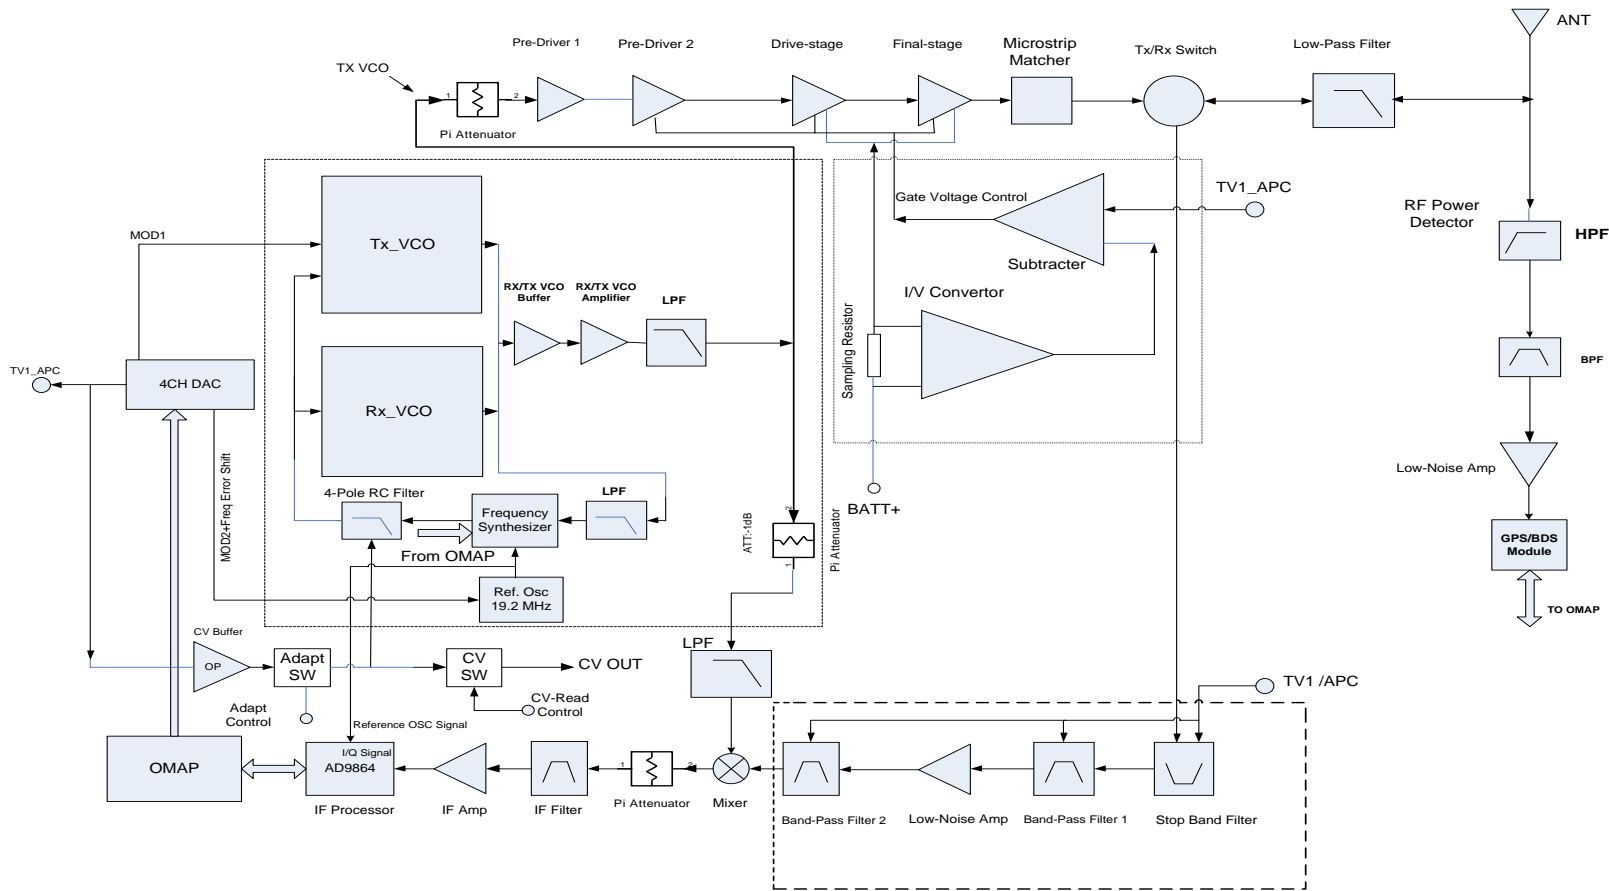 ANT
Pre-Driver 1
Pre-Driver 2
Drive-stage
Final-stage
Microstrip
Matcher
Tx/Rx Switch
Low-Pass Filter
TX VCO
1
2
Pi Attenuator
Gate Voltage Control
TV1_APC
Subtracter
I/V Convertor
Sampling Resistor
BATT+
RF Power
Detector
HPF
BPF
Low-Noise Amp
GPS/BDS
Module
TO OMAP
MOD1
Tx_VCO
RX/TX VCO
Buffer
RX/TX VCO
Amplifier
LPF
TV1_APC
4CH DAC
Rx_VCO
MOD2+Freq Error Shift
4-Pole RC Filter
Frequency
Synthesizer
LPF
From OMAP
Ref. Osc
19.2 MHz
ATT:-1dB
2
1
Pi Attenuator
CV Buffer
OP
Adapt
SW
CV
SW
CV OUT
Adapt
Control
CV-Read
Control
LPF
TV1 /APC
Reference OSC Signal
OMAP
I/Q Signal
AD9864
IF Processor
IF Amp
IF Filter
1
2
Pi Attenuator
Mixer
Band-Pass Filter 2
Low-Noise Amp
Band-Pass Filter 1
Stop Band Filter